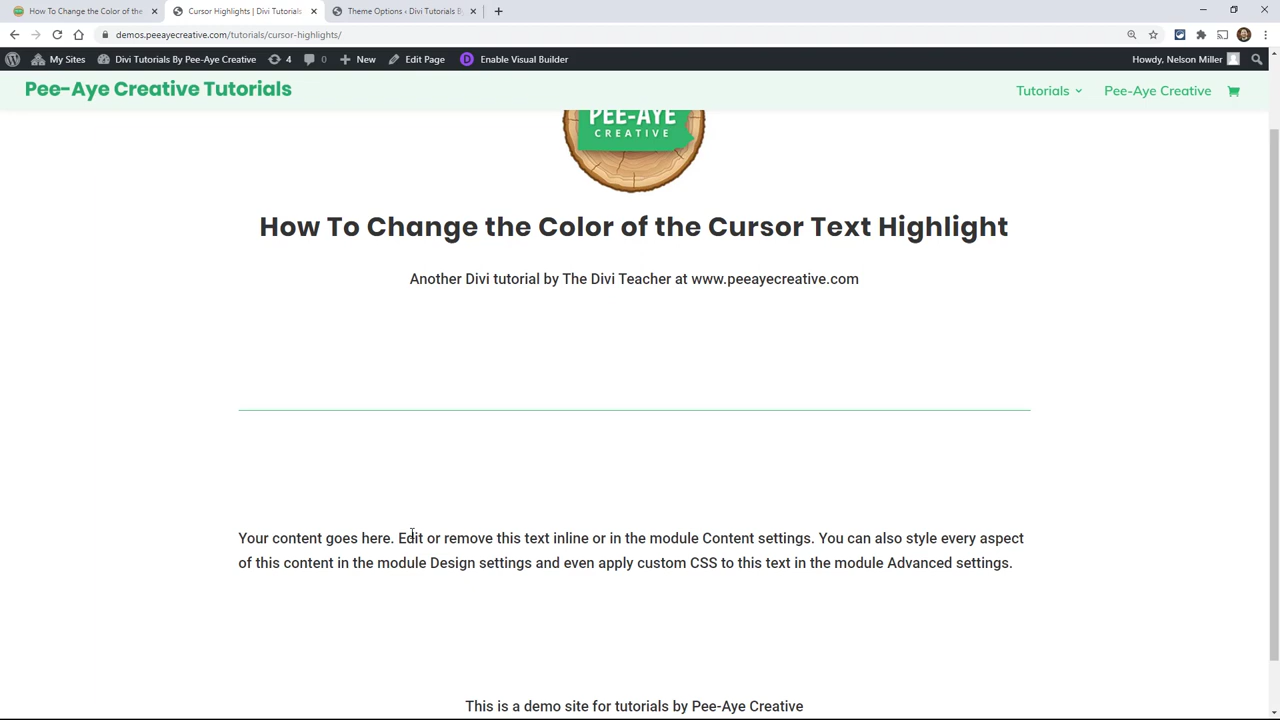 How To Change the Color of the
Cursor Highlights | Divi Tutorials
Theme Options ‹ Divi Tutorials By
demos.peeayecreative.com/tutorials/cursor-highlights/
My Sites
Divi Tutorials By Pee-Aye Creative
4
0
New
Edit Page
D
Enable Visual Builder
Howdy, Nelson Miller
Pee-Aye Creative Tutorials
Tutorials
Pee-Aye Creative
PEE-AYE
CREATIVE
How To Change the Color of the Cursor Text Highlight
Another Divi tutorial by The Divi Teacher at www.peeayecreative.com
Your content goes here. Edit or remove this text inline or in the module Content settings. You can also style every aspect
of this content in the module Design settings and even apply custom CSS to this text in the module Advanced settings.
This is a demo site for tutorials by Pee-Aye Creative